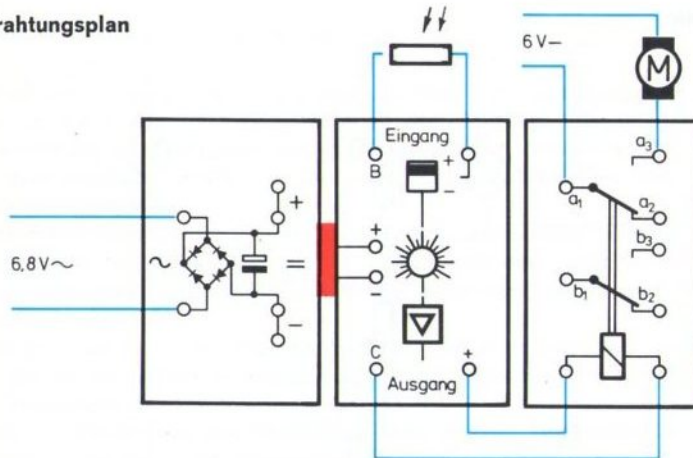 rahtungsplan
6 V–
M
Eingang
B
+
–
a₃
a₁
a₂
+
6,8 V~
~
=
+
–
b₃
b₁
b₂
–
C
+
Ausgang